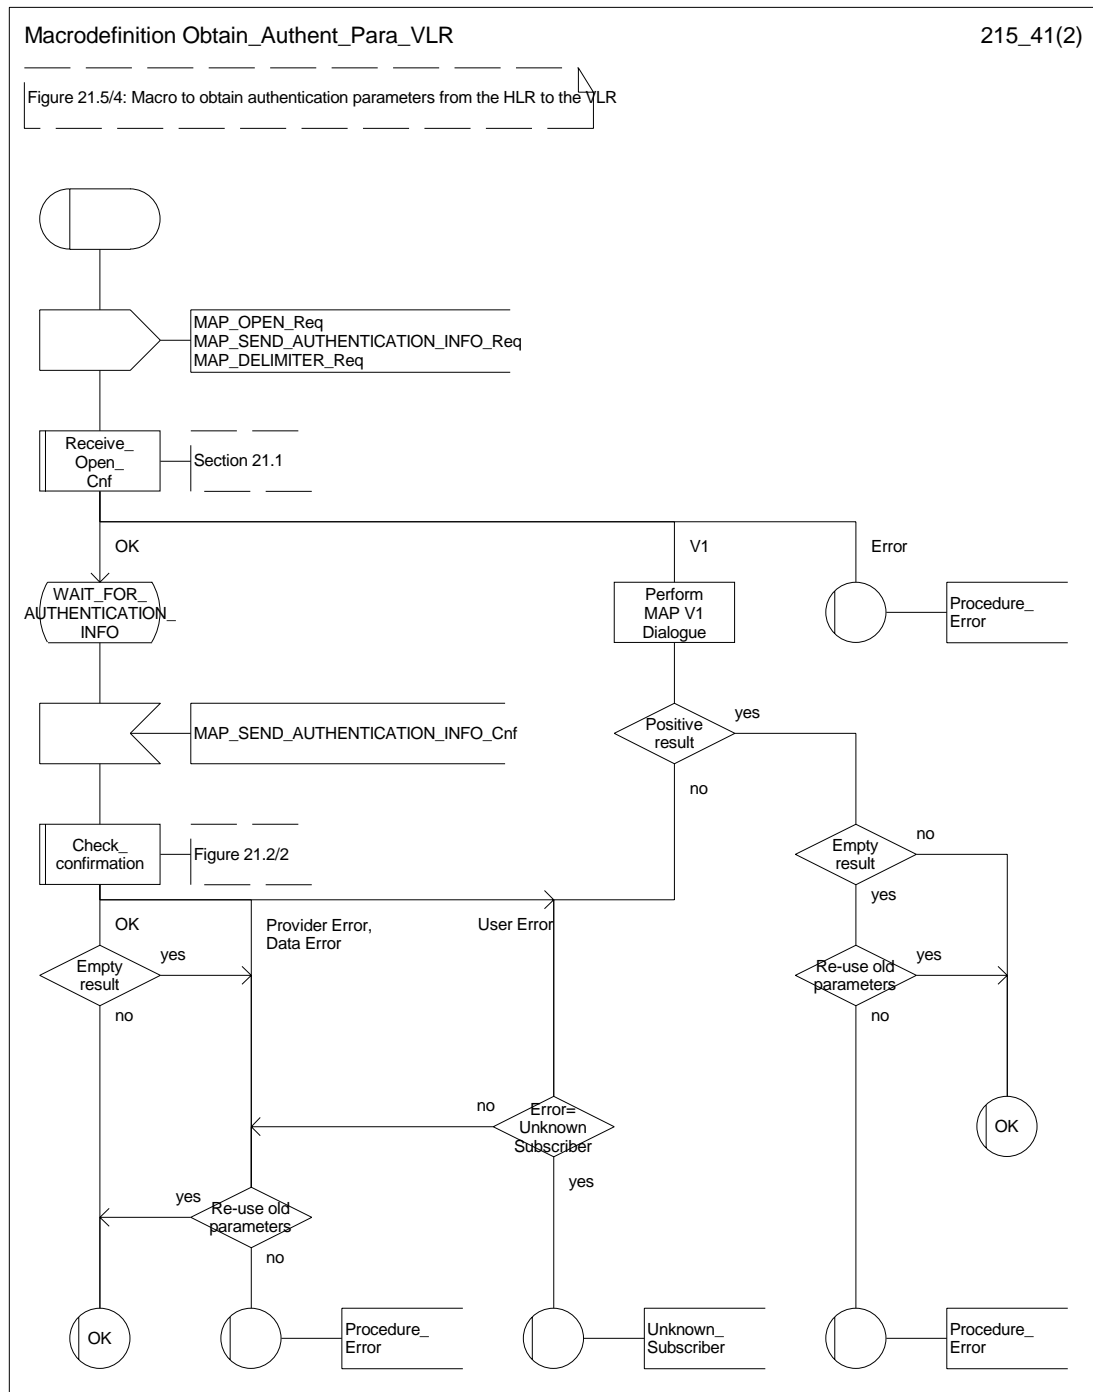 Macrodefinition Obtain_Authent_Para_VLR
215_41(2)
Figure 21.5/4: Macro to obtain authentication parameters from the HLR to the VLR
MAP_OPEN_Req
MAP_SEND_AUTHENTICATION_INFO_Req
MAP_DELIMITER_Req
Receive_
Open_
Cnf
Section 21.1
OK
V1
Error
WAIT_FOR_
AUTHENTICATION_
INFO
Perform
MAP V1
Dialogue
Procedure_
Error
MAP_SEND_AUTHENTICATION_INFO_Cnf
Positive
result
yes
no
Check_
confirmation
Figure 21.2/2
Empty
result
no
yes
OK
Provider Error,
Data Error
User Error
Empty
result
yes
no
Re-use old
parameters
yes
no
no
Error=
Unknown
Subscriber
yes
OK
yes
Re-use old
parameters
no
OK
Procedure_
Error
Unknown_
Subscriber
Procedure_
Error